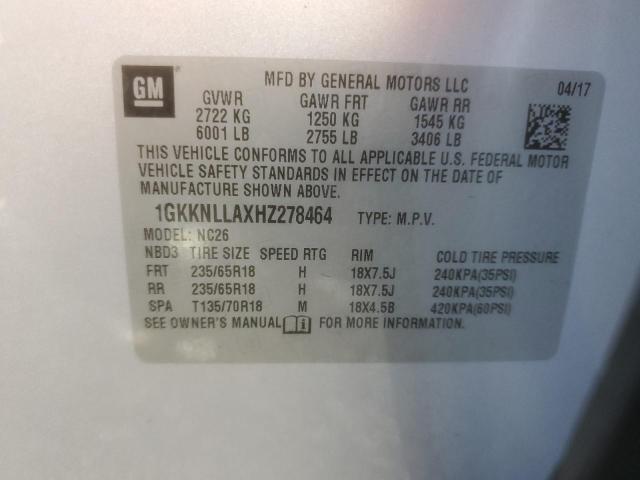 GM
MFD BY GENERAL MOTORS LLC 04/17
GVWR GAWR FRT GAWR RR
2722 KG 1250 KG 1545 KG
6001 LB 2755 LB 3406 LB
THIS VEHICLE CONFORMS TO ALL APPLICABLE U.S. FEDERAL MOTOR
VEHICLE SAFETY STANDARDS IN EFFECT ON THE DATE OF
MANUFACTURE SHOWN ABOVE.
1GKKNLLAXHZ278464 TYPE: M.P.V.
MODEL: NC26
NBD3 TIRE SIZE SPEED RTG RIM COLD TIRE PRESSURE
FRT 235/65R18 H 18X7.5J 240KPA(35PSI)
RR 235/65R18 H 18X7.5J 240KPA(35PSI)
SPA T135/70R18 M 18X4.5B 420KPA(60PSI)
SEE OWNER'S MANUAL FOR MORE INFORMATION